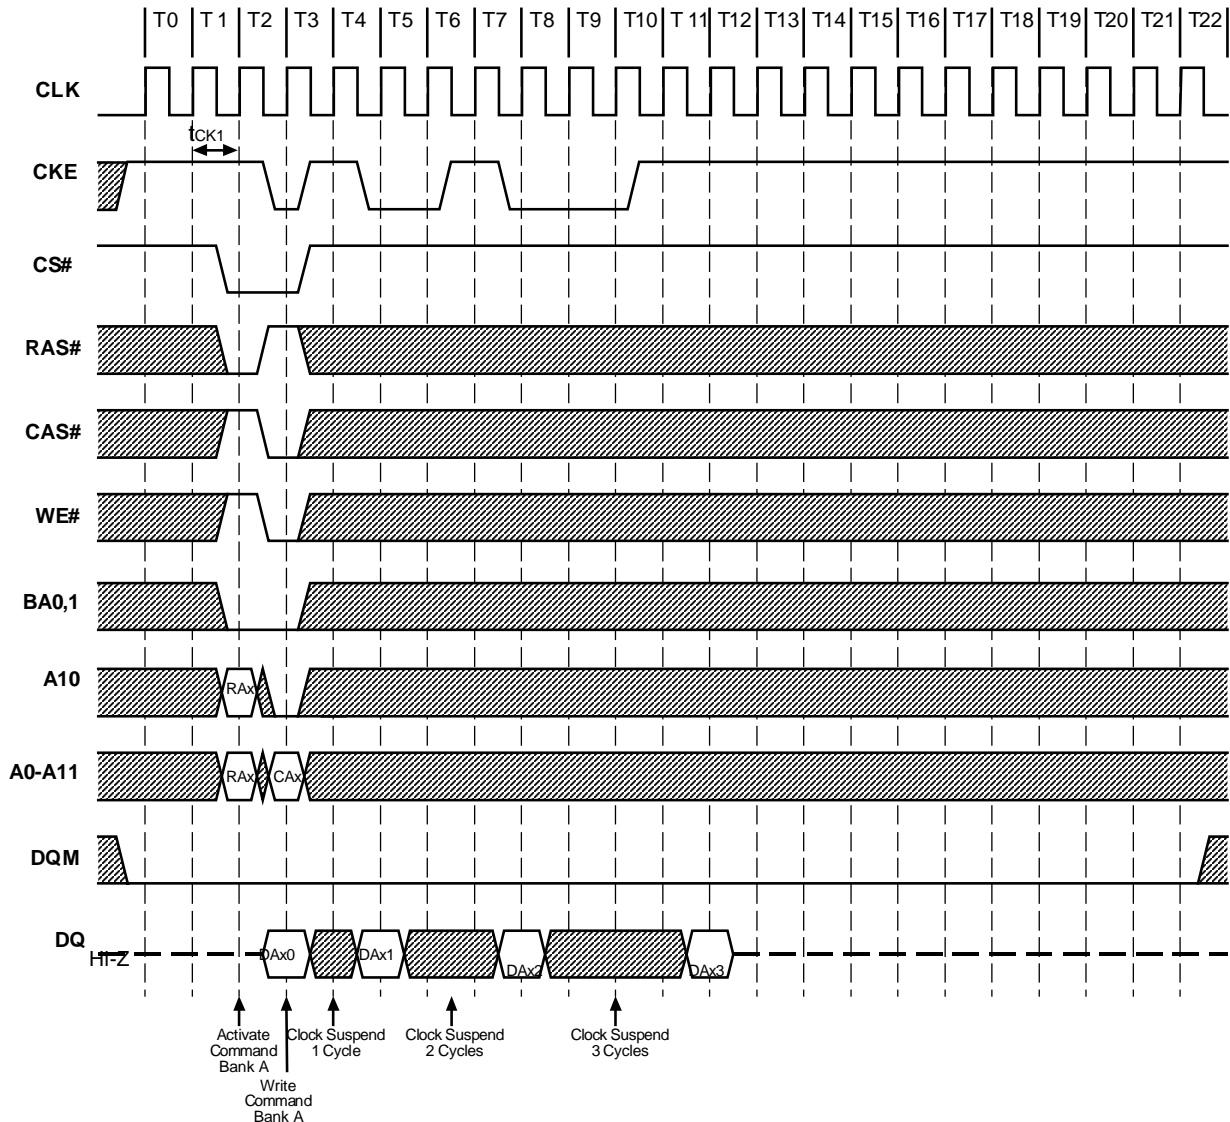 T0 T 1 T2 T3 T4 T5 T6 T7 T8 T9 T10 T 11 T12 T13 T14 T15 T16 T17 T18 T19 T20 T21 T22
CLK
tCK1
CKE
CS#
RAS#
CAS#
WE#
BA0,1
A10
RAx
A0-A11
RAx CAx
DQM
DQ
HI-Z
DAx0 DAx1 DAx2 DAx3
Activate
Command
Bank A
Write
Command
Bank A
Clock Suspend
1 Cycle
Clock Suspend
2 Cycles
Clock Suspend
3 Cycles